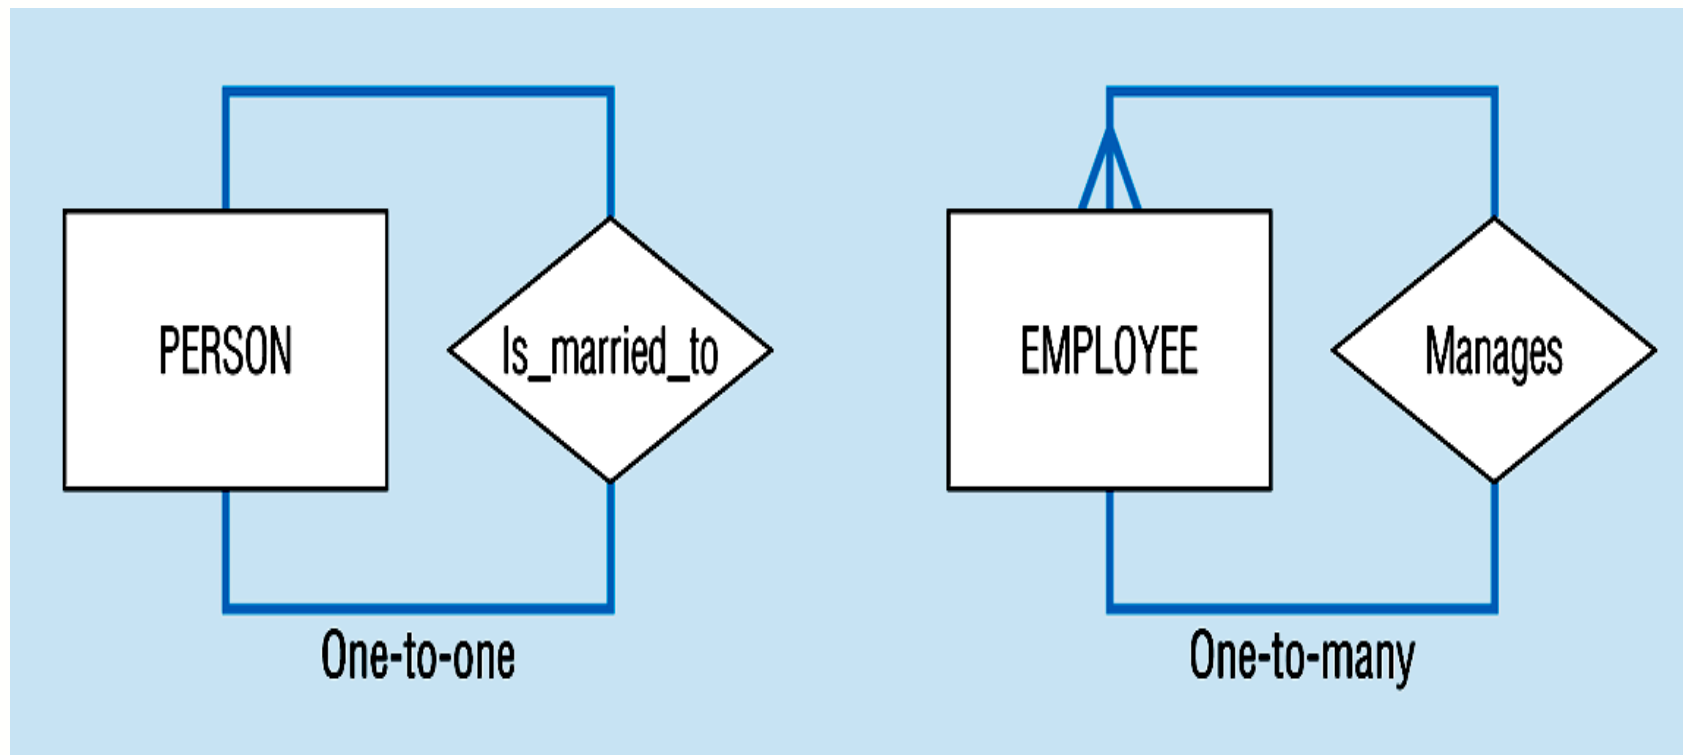 PERSON
Is_married_to
One-to-one
EMPLOYEE
Manages
One-to-many